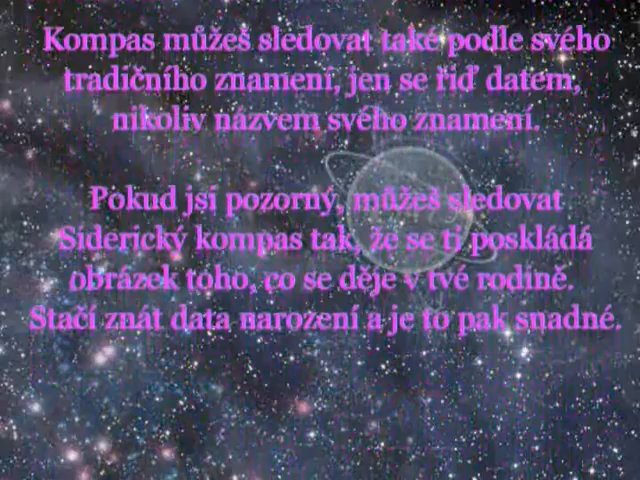 Kompas můžeš sledovat také podle svého
tradičního znamení, jen se řiď datem,
nikoliv názvem svého znamení.
Pokud jsi pozorný, můžeš sledovat
Siderický kompas tak, že se ti poskládá
obrázek toho, co se děje v tvé rodině.
Stačí znát data narození a je to pak snadné.